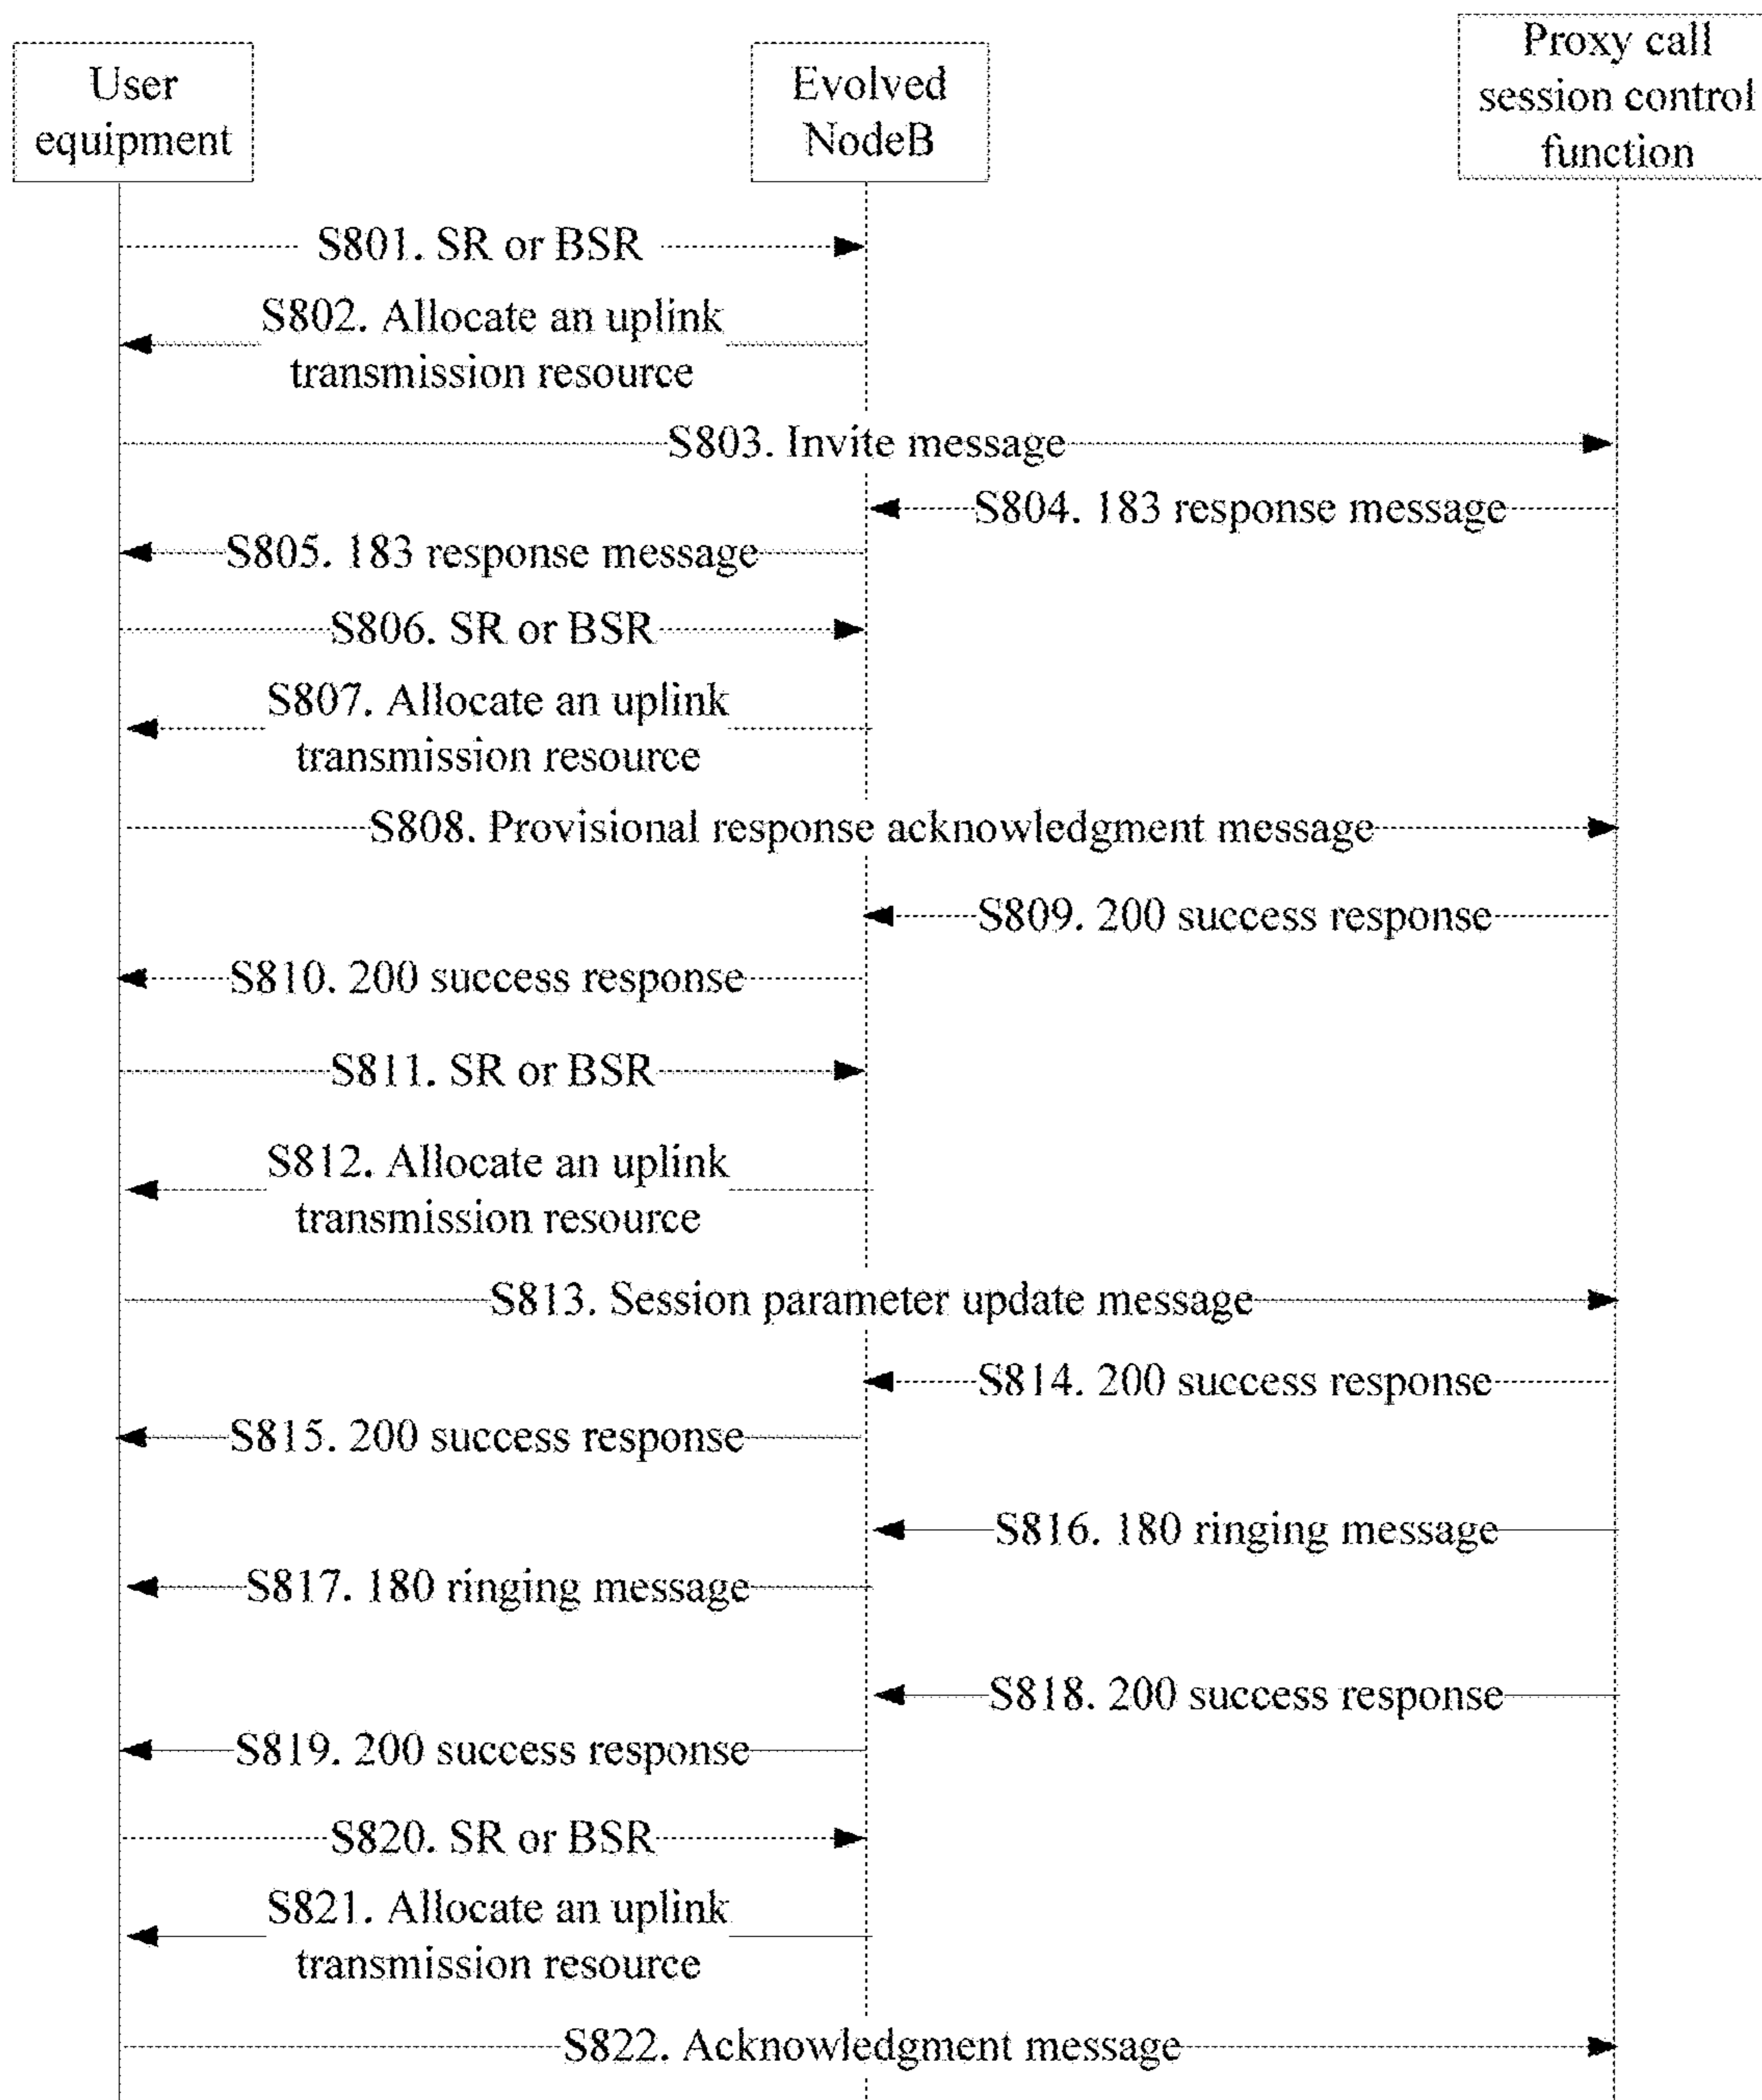 User
equipment
Evolved
NodeB
Proxy call
session control
function
S801. SR or BSR
S802. Allocate an uplink
transmission resource
S803. Invite message
S804. 183 response message
S805. 183 response message
S806. SR or BSR
S807. Allocate an uplink
transmission resource
S808. Provisional response acknowledgment message
S809. 200 success response
S810. 200 success response
S811. SR or BSR
S812. Allocate an uplink
transmission resource
S813. Session parameter update message
S814. 200 success response
S815. 200 success response
S816. 180 ringing message
S817. 180 ringing message
S818. 200 success response
S819. 200 success response
S820. SR or BSR
S821. Allocate an uplink
transmission resource
S822. Acknowledgment message